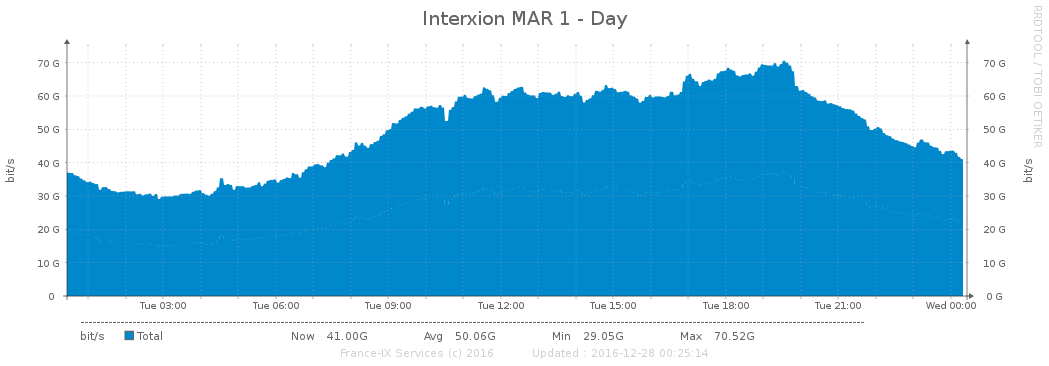 Interxion MAR 1 - Day
RRDTOOL / TOBI OETIKER
bit/s
bit/s
70 G 70 G
60 G 60 G
50 G 50 G
40 G 40 G
30 G 30 G
20 G 20 G
10 G 10 G
0 0 G
Tue 03:00 Tue 06:00 Tue 09:00 Tue 12:00 Tue 15:00 Tue 18:00 Tue 21:00 Wed 00:00
bit/s Total Now 41.00G Avg 50.06G Min 29.05G Max 70.52G
France-IX Services (c) 2016 Updated : 2016-12-28 00:25:14